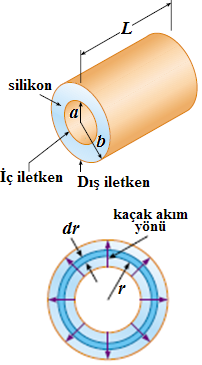 L
silikon
a
b
İç iletken
Dış iletken
kaçak akım
yönü
dr
r